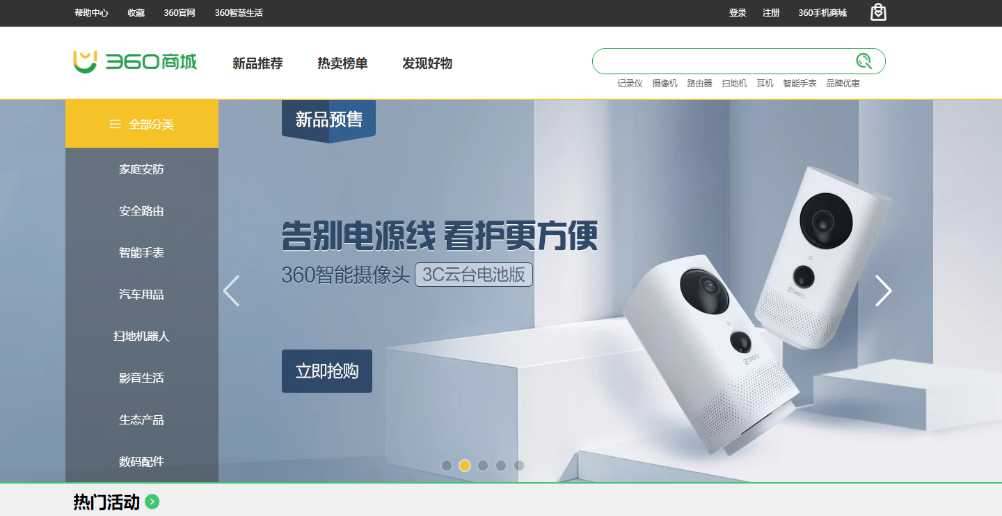 帮助中心 收藏 360官网 360智慧生活 登录 注册 360手机商城
360商城 新品推荐 热卖榜单 发现好物
记录仪 摄像机 路由器 扫地机 耳机 智能手表 品牌优惠
全部分类
新品预售
家庭安防
安全路由
智能手表
汽车用品
扫地机器人
影音生活
生态产品
数码配件
告别电源线 看护更方便
360智能摄像头 3C云台电池版
立即抢购
360
360
热门活动